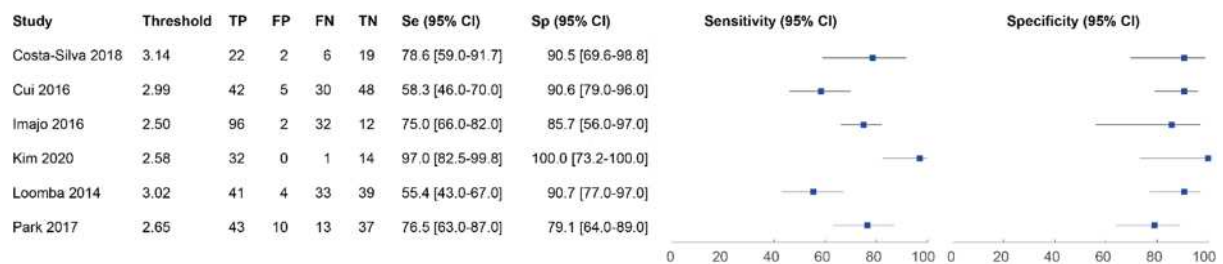 Study Threshold TP FP FN TN Se (95% CI) Sp (95% CI) Sensitivity (95% CI) Specificity (95% CI)
Costa-Silva 2018 3.14 22 2 6 19 78.6 [59.0-91.7] 90.5 [69.6-98.8]
Cui 2016 2.99 42 5 30 48 58.3 [46.0-70.0] 90.6 [79.0-96.0]
Imajo 2016 2.50 96 2 32 12 75.0 [66.0-82.0] 85.7 [56.0-97.0]
Kim 2020 2.58 32 0 1 14 97.0 [82.5-99.8] 100.0 [73.2-100.0]
Loomba 2014 3.02 41 4 33 39 55.4 [43.0-67.0] 90.7 [77.0-97.0]
Park 2017 2.65 43 10 13 37 76.5 [63.0-87.0] 79.1 [64.0-89.0]
0 20 40 60 80 100 0 20 40 60 80 100